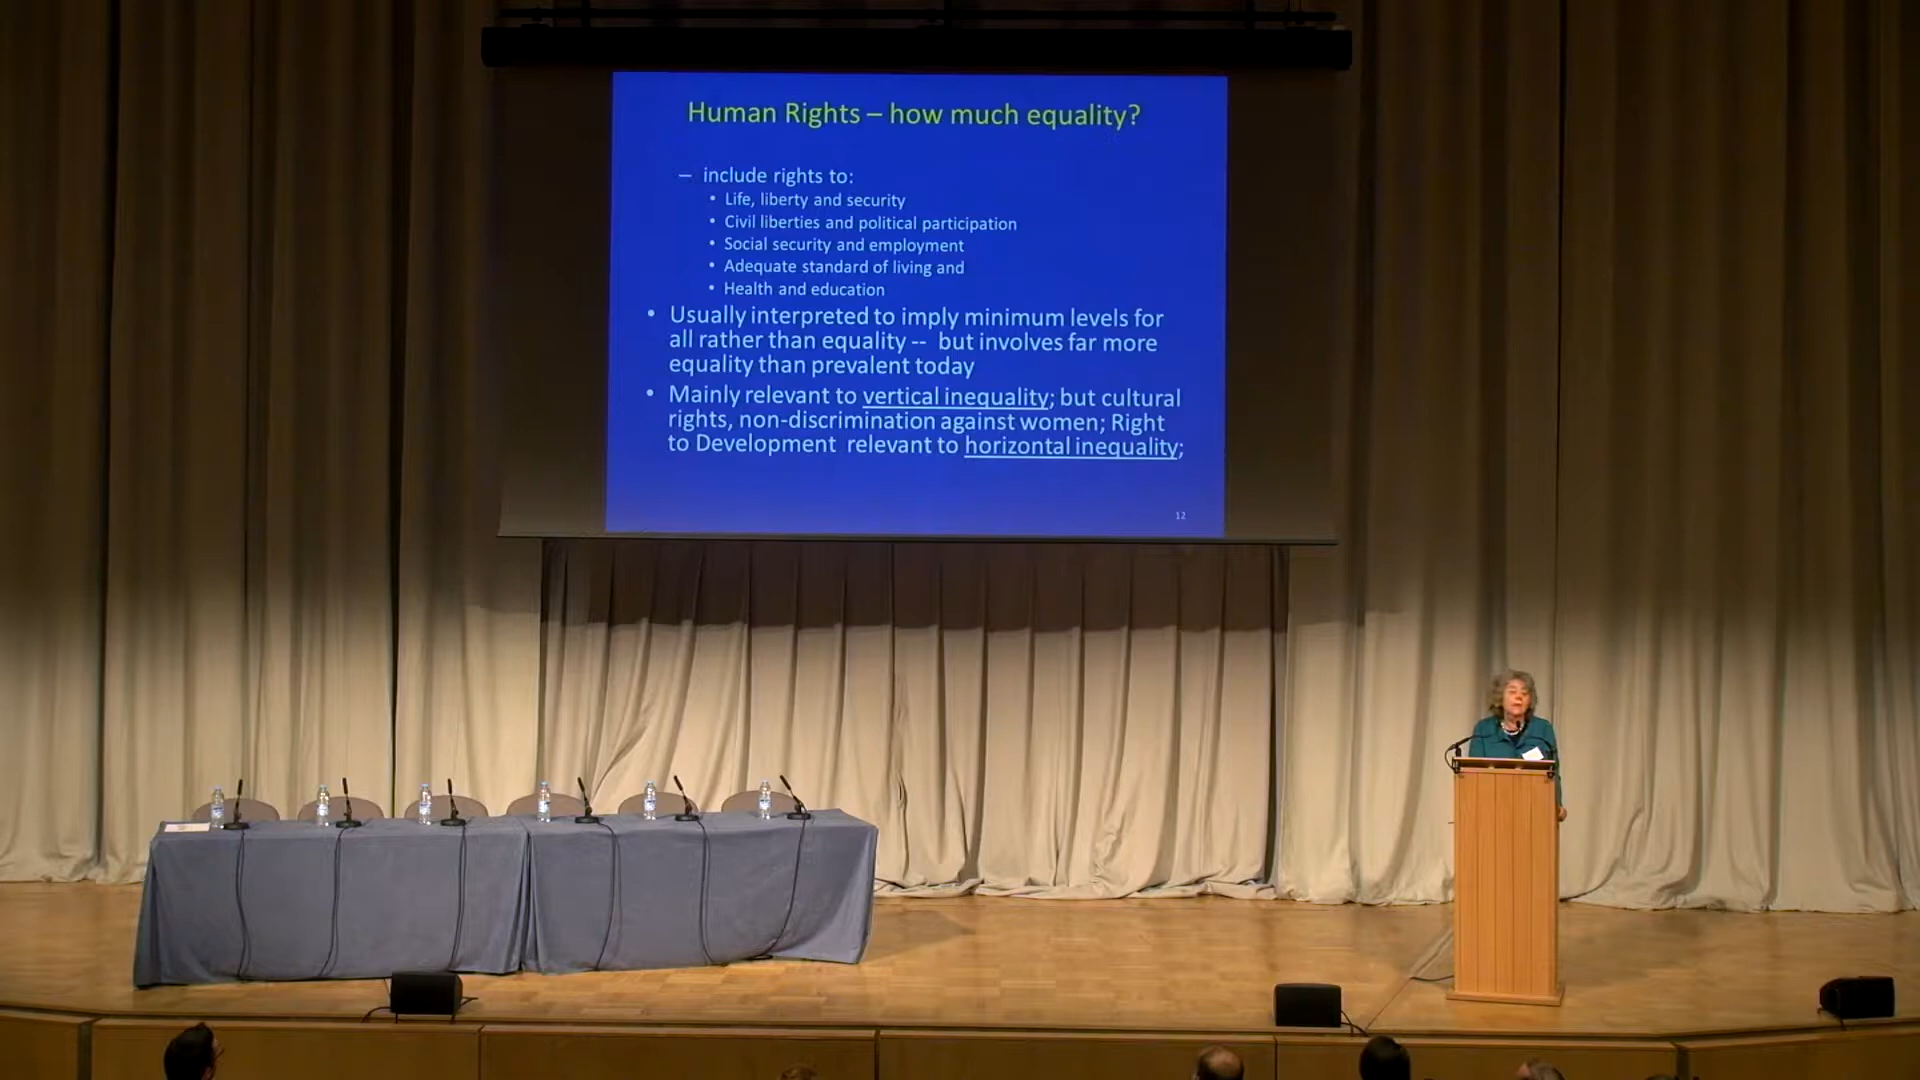 Human Rights – how much equality?
– include rights to:
• Life, liberty and security
• Civil liberties and political participation
• Social security and employment
• Adequate standard of living and
• Health and education
• Usually interpreted to imply minimum levels for
all rather than equality -- but involves far more
equality than prevalent today
• Mainly relevant to vertical inequality; but cultural
rights, non-discrimination against women; Right
to Development relevant to horizontal inequality;
12